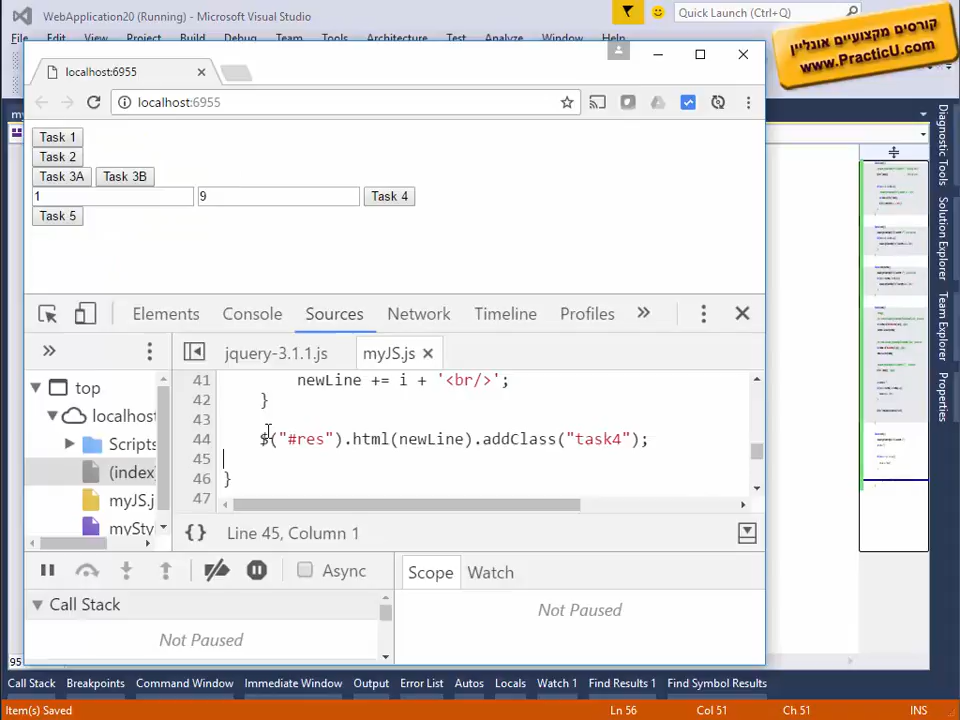 WebApplication20 (Running) - Microsoft Visual Studio
Quick Launch (Ctrl+Q)
קורסים מקצועיים אונליין
www.PracticU.com
File Edit View Project Build Debug Team Tools Architecture Test Analyze Window Help
localhost:6955
localhost:6955
Task 1
Task 2
Task 3A Task 3B
1 9 Task 4
Task 5
Elements Console Sources Network Timeline Profiles
jquery-3.1.1.js myJS.js
top
localhost
Scripts
(index)
myJS.j
mySty
41 newLine += i + '<br/>';
42 }
43
44 $("#res").html(newLine).addClass("task4");
45
46 }
47
{} Line 45, Column 1
Async
Scope Watch
Call Stack
Not Paused
Not Paused
Diagnostic Tools
Solution Explorer
Team Explorer
Properties
95
Call Stack Breakpoints Command Window Immediate Window Output Error List Autos Locals Watch 1 Find Results 1 Find Symbol Results
Item(s) Saved Ln 56 Col 51 Ch 51 INS